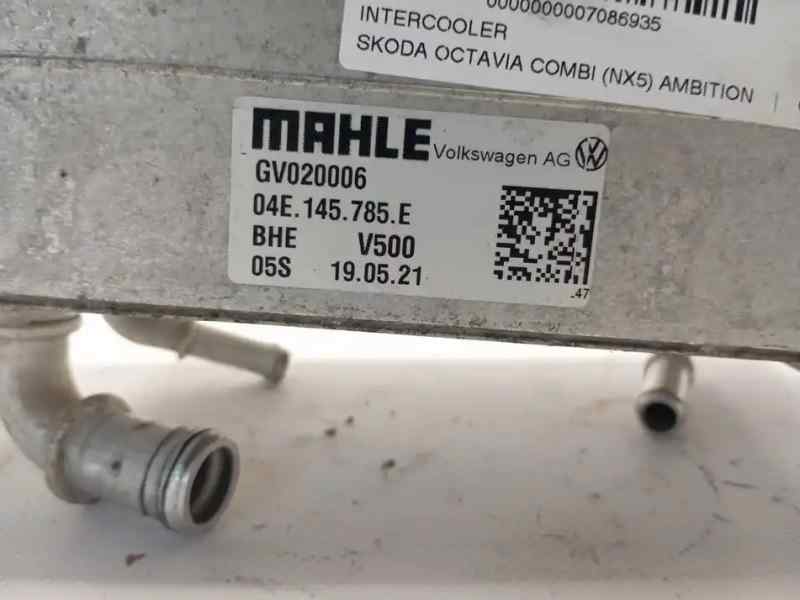 0000000007086935
INTERCOOLER
SKODA OCTAVIA COMBI (NX5) AMBITION
MAHLE Volkswagen AG
GV020006
04E.145.785.E
BHE V500
05S 19.05.21
.47